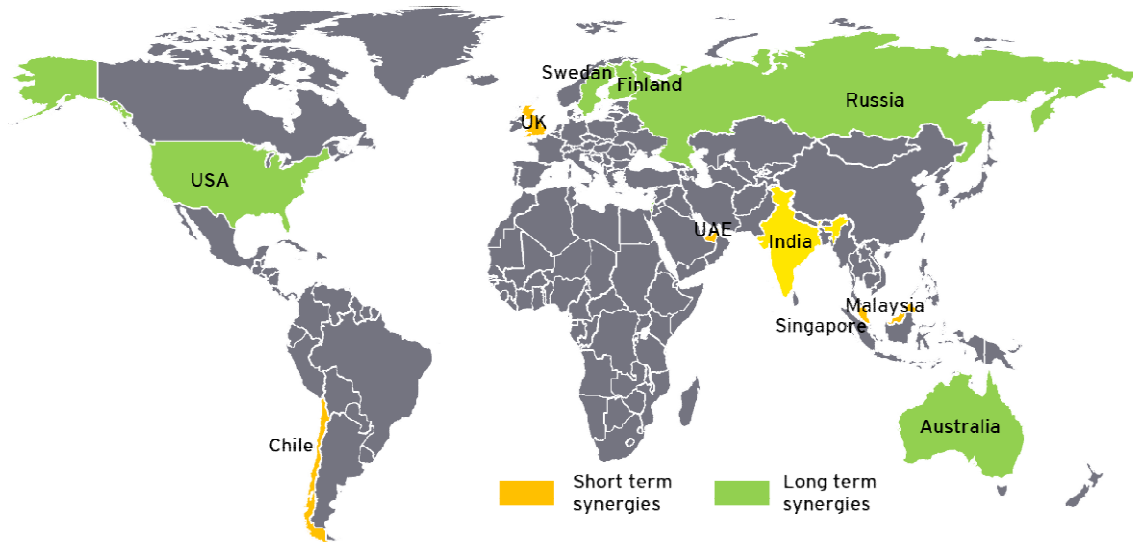 Swedan
Finland
Russia
UK
USA
UAE
India
Malaysia
Singapore
Australia
Chile
Short term
synergies
Long term
synergies